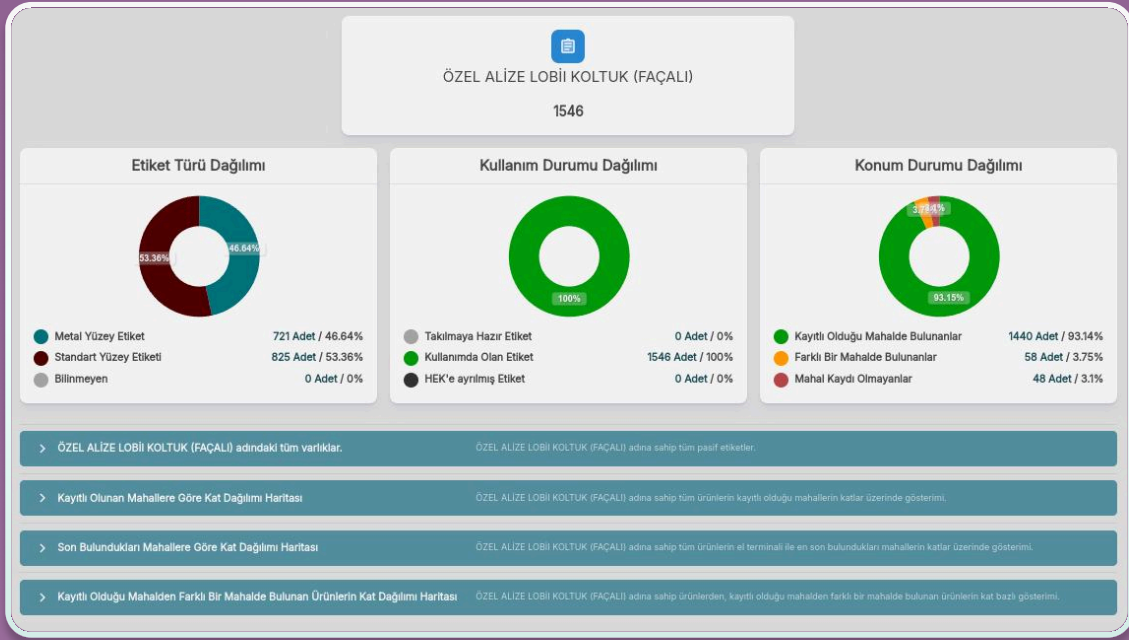 ÖZEL ALİZE LOBİİ KOLTUK (FAÇALI)
1546
Etiket Türü Dağılımı
46.64%
53.36%
Metal Yüzey Etiket 721 Adet / 46.64%
Standart Yüzey Etiketi 825 Adet / 53.36%
Bilinmeyen 0 Adet / 0%
Kullanım Durumu Dağılımı
100%
Takılmaya Hazır Etiket 0 Adet / 0%
Kullanımda Olan Etiket 1546 Adet / 100%
HEK'e ayrılmış Etiket 0 Adet / 0%
Konum Durumu Dağılımı
93.15%
Kayıtlı Olduğu Mahalde Bulunanlar 1440 Adet / 93.14%
Farklı Bir Mahalde Bulunanlar 58 Adet / 3.75%
Mahal Kaydı Olmayanlar 48 Adet / 3.1%
ÖZEL ALİZE LOBİİ KOLTUK (FAÇALI) adındaki tüm varlıklar. ÖZEL ALİZE LOBİİ KOLTUK (FAÇALI) adına sahip tüm pasif etiketler.
Kayıtlı Olunan Mahallere Göre Kat Dağılımı Haritası ÖZEL ALİZE LOBİİ KOLTUK (FAÇALI) adına sahip tüm ürünlerin kayıtlı olduğu mahallerin katlar üzerinde gösterimi.
Son Bulundukları Mahallere Göre Kat Dağılımı Haritası ÖZEL ALİZE LOBİİ KOLTUK (FAÇALI) adına sahip tüm ürünlerin el terminali ile en son bulundukları mahallerin katlar üzerinde gösterimi.
Kayıtlı Olduğu Mahalden Farklı Bir Mahalde Bulunan Ürünlerin Kat Dağılımı Haritası ÖZEL ALİZE LOBİİ KOLTUK (FAÇALI) adına sahip ürünlerden, kayıtlı olduğu mahalden farklı bir mahalde bulunan ürünlerin kat bazlı gösterimi.